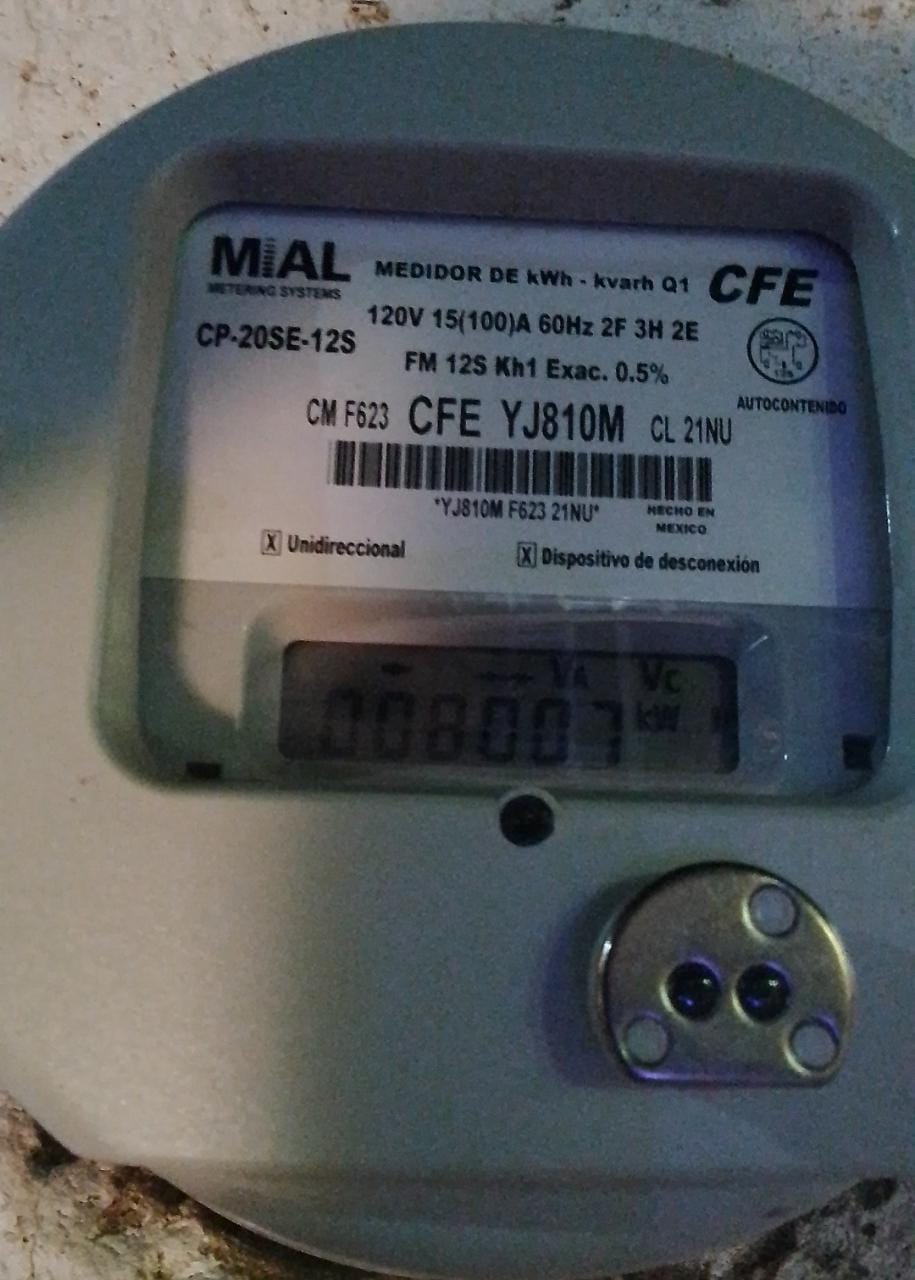 MIAL
METERING SYSTEMS
MEDIDOR DE kWh - kvarh Q1
CFE
CP-20SE-12S
120V 15(100)A 60Hz 2F 3H 2E
FM 12S Kh1 Exac. 0.5%
AUTOCONTENIDO
CM F623 CFE YJ810M CL 21NU
*YJ810M F623 21NU*
HECHO EN
MEXICO
X Unidireccional
X Dispositivo de desconexión
VA VC
008007 kW